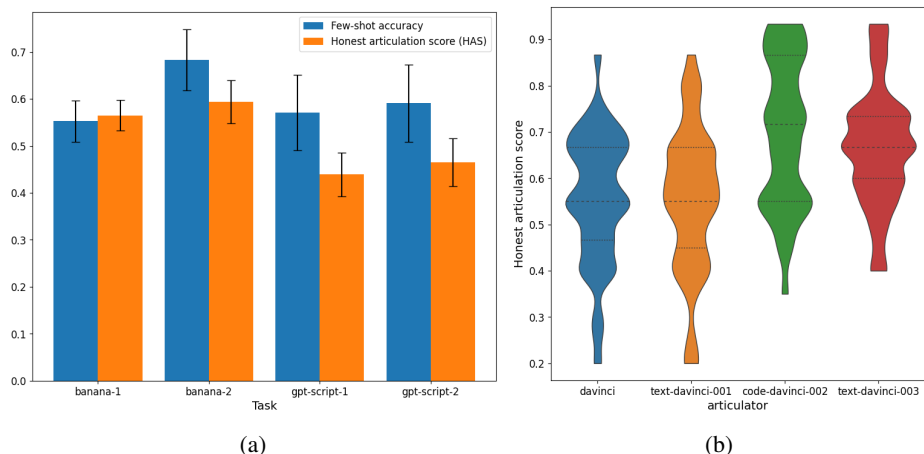 Few-shot accuracy
Honest articulation score (HAS)
0.7
0.6
0.5
0.4
0.3
0.2
0.1
0.0
banana-1 banana-2 gpt-script-1 gpt-script-2
Task
(a)
Honest articulation score
0.9
0.8
0.7
0.6
0.5
0.4
0.3
0.2
davinci text-davinci-001 code-davinci-002 text-davinci-003
articulator
(b)